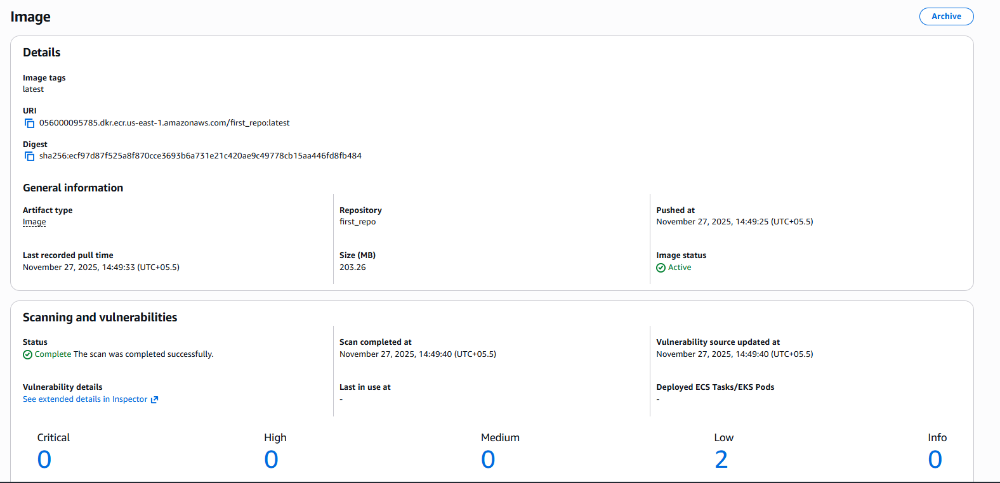 Image
Archive
Details
Image tags
latest
URI
056000095785.dkr.ecr.us-east-1.amazonaws.com/first_repo:latest
Digest
sha256:ecf97d87f525a8f870cce3693b6a731e21c420ae9c49778cb15aa446fd8fb484
General information
Artifact type
Image
Repository
first_repo
Pushed at
November 27, 2025, 14:49:25 (UTC+05.5)
Last recorded pull time
November 27, 2025, 14:49:33 (UTC+05.5)
Size (MB)
203.26
Image status
Active
Scanning and vulnerabilities
Status
Complete The scan was completed successfully.
Scan completed at
November 27, 2025, 14:49:40 (UTC+05.5)
Vulnerability source updated at
November 27, 2025, 14:49:40 (UTC+05.5)
Vulnerability details
See extended details in Inspector
Last in use at
-
Deployed ECS Tasks/EKS Pods
-
Critical
0
High
0
Medium
0
Low
2
Info
0